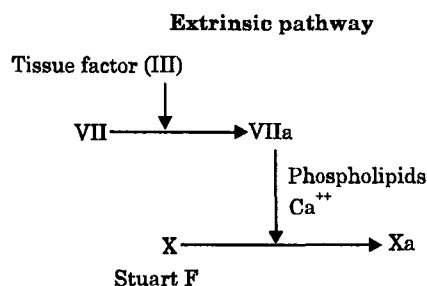 Extrinsic pathway
Tissue factor (III)
VII VIIa
Phospholipids
Ca⁺⁺
X Xa
Stuart F